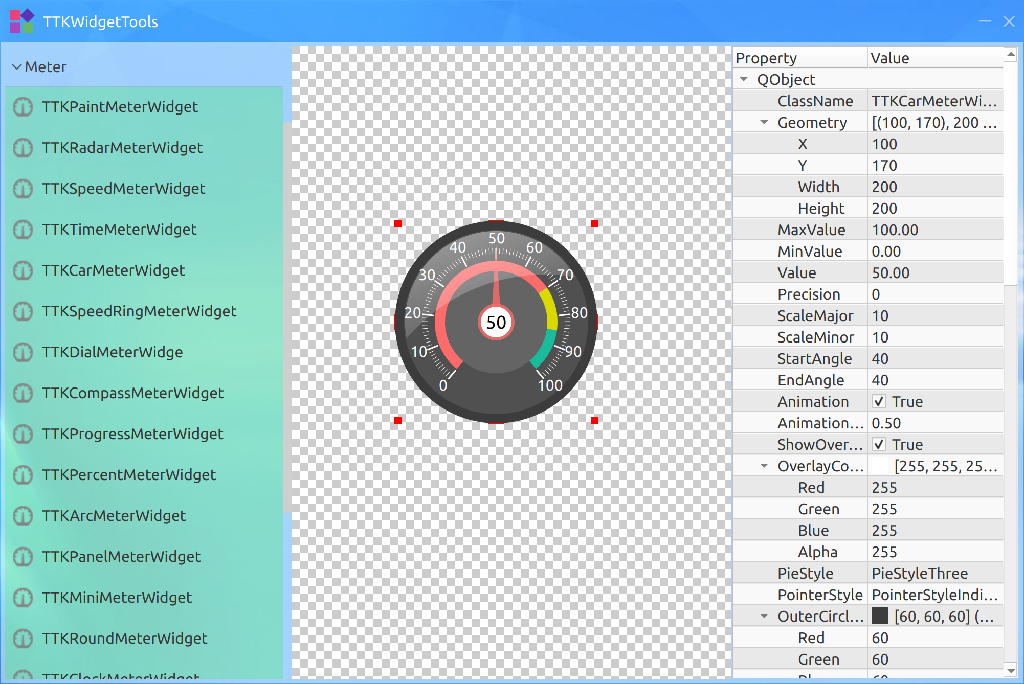 TTKWidgetTools
Meter
TTKPaintMeterWidget
TTKRadarMeterWidget
TTKSpeedMeterWidget
TTKTimeMeterWidget
TTKCarMeterWidget
TTKSpeedRingMeterWidget
TTKDialMeterWidge
TTKCompassMeterWidget
TTKProgressMeterWidget
TTKPercentMeterWidget
TTKArcMeterWidget
TTKPanelMeterWidget
TTKMiniMeterWidget
TTKRoundMeterWidget
TTKClockMeterWidget
0
10
20
30
40
50
60
70
80
90
100
50
Property Value
QObject
ClassName TTKCarMeterWi...
Geometry [(100, 170), 200 ...
X 100
Y 170
Width 200
Height 200
MaxValue 100.00
MinValue 0.00
Value 50.00
Precision 0
ScaleMajor 10
ScaleMinor 10
StartAngle 40
EndAngle 40
Animation True
Animation... 0.50
ShowOver... True
OverlayCo... [255, 255, 25...
Red 255
Green 255
Blue 255
Alpha 255
PieStyle PieStyleThree
PointerStyle PointerStyleIndi...
OuterCircl... [60, 60, 60] (...
Red 60
Green 60
Blue 60